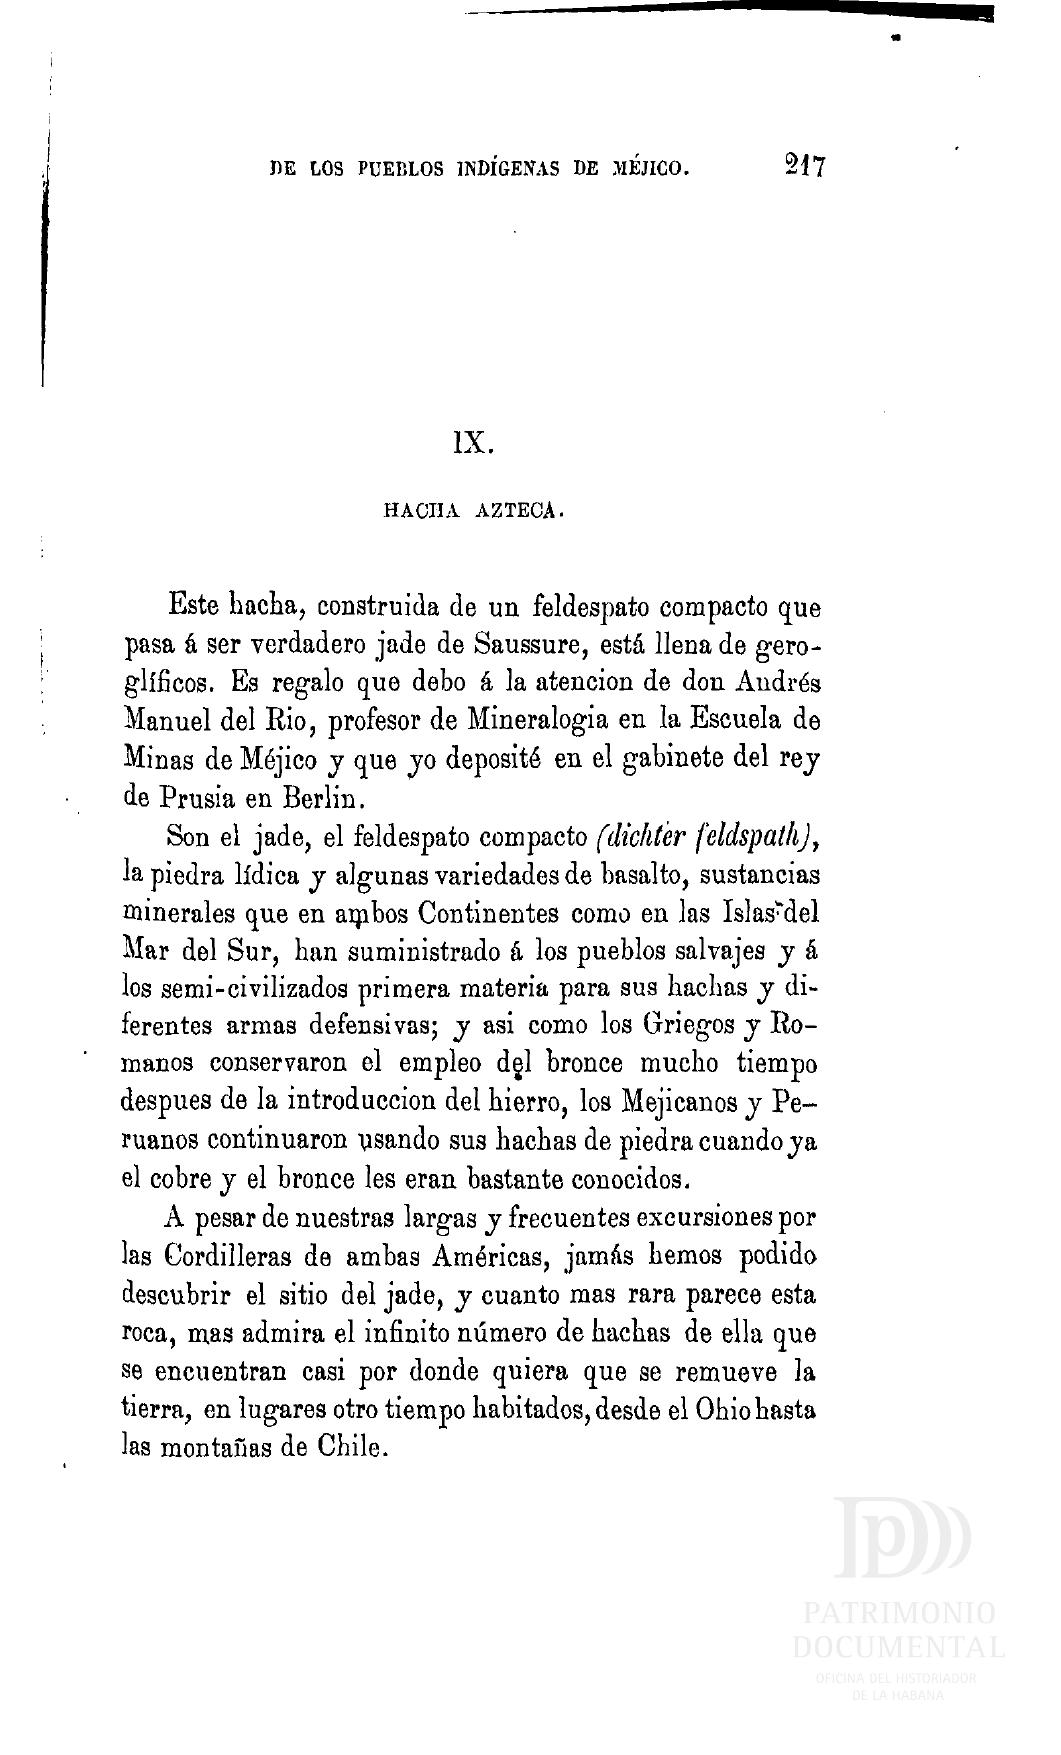 DE LOS PUEBLOS INDÍGENAS DE MÉJICO. 217
IX.
HACHA AZTECA.
Este hacha, construida de un feldespato compacto que
pasa á ser verdadero jade de Saussure, está llena de gero-
glíficos. Es regalo que debo á la atencion de don Andrés
Manuel del Rio, profesor de Mineralogia en la Escuela de
Minas de Méjico y que yo deposité en el gabinete del rey
de Prusia en Berlin.
Son el jade, el feldespato compacto (dichter feldspath),
la piedra lídica y algunas variedades de basalto, sustancias
minerales que en ambos Continentes como en las Islas del
Mar del Sur, han suministrado á los pueblos salvajes y á
los semi-civilizados primera materia para sus hachas y di-
ferentes armas defensivas; y asi como los Griegos y Ro-
manos conservaron el empleo del bronce mucho tiempo
despues de la introduccion del hierro, los Mejicanos y Pe-
ruanos continuaron usando sus hachas de piedra cuando ya
el cobre y el bronce les eran bastante conocidos.
A pesar de nuestras largas y frecuentes excursiones por
las Cordilleras de ambas Américas, jamás hemos podido
descubrir el sitio del jade, y cuanto mas rara parece esta
roca, mas admira el infinito número de hachas de ella que
se encuentran casi por donde quiera que se remueve la
tierra, en lugares otro tiempo habitados, desde el Ohio hasta
las montañas de Chile.
PATRIMONIO
DOCUMENTAL
OFICINA DEL HISTORIADOR
DE LA HABANA